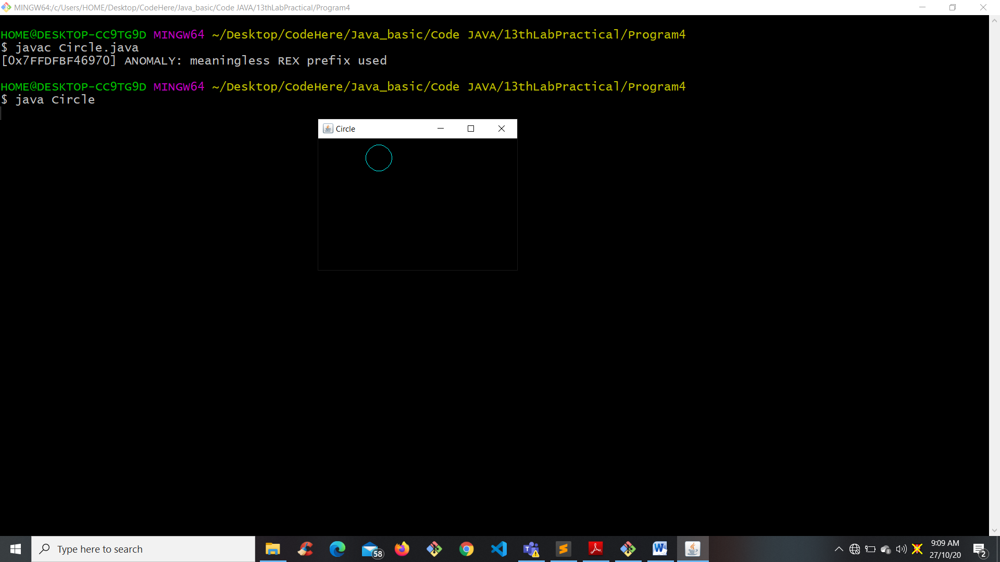 MINGW64:/c/Users/HOME/Desktop/CodeHere/Java_basic/Code JAVA/13thLabPractical/Program4
HOME@DESKTOP-CC9TG9D MINGW64 ~/Desktop/CodeHere/Java_basic/Code JAVA/13thLabPractical/Program4
$ javac Circle.java
[0x7FFDFBF46970] ANOMALY: meaningless REX prefix used
HOME@DESKTOP-CC9TG9D MINGW64 ~/Desktop/CodeHere/Java_basic/Code JAVA/13thLabPractical/Program4
$ java Circle
Circle
Type here to search
58
9:09 AM
27/10/20
2